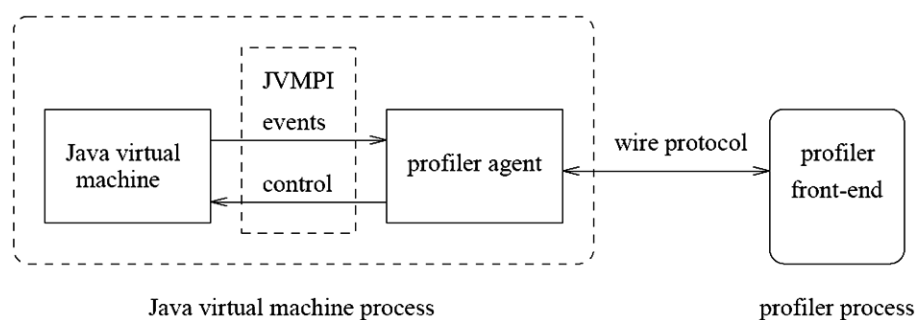 JVMPI
events
Java virtual
machine
control
profiler agent
wire protocol
profiler
front-end
Java virtual machine process
profiler process